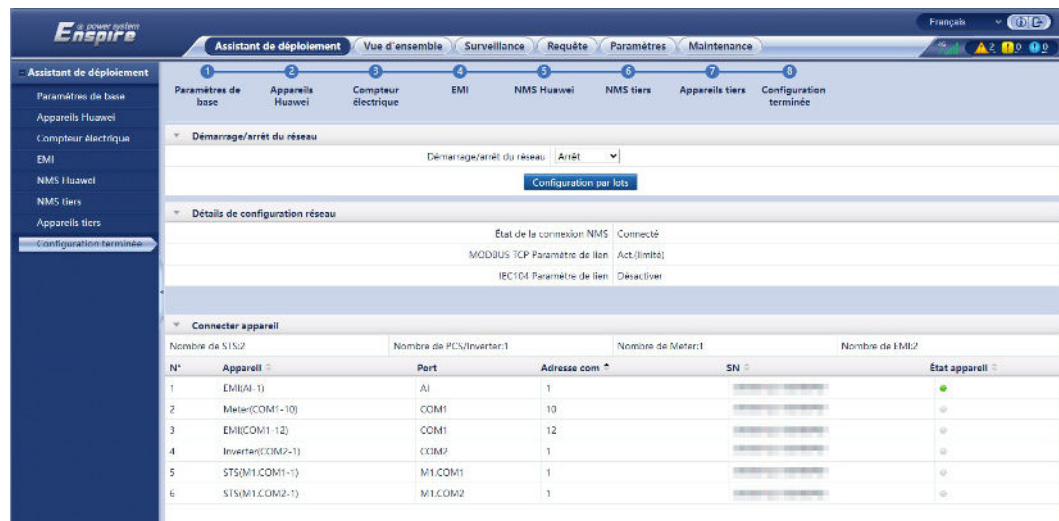 power system
Enspire
Français
Assistant de déploiement
Vue d'ensemble
Surveillance
Requête
Paramètres
Maintenance
2 0 0
Assistant de déploiement
Paramètres de base
Appareils Huawei
Compteur électrique
EMI
NMS Huawei
NMS tiers
Appareils tiers
Configuration terminée
1 2 3 4 5 6 7 8
Paramètres de base
Appareils Huawei
Compteur électrique
EMI
NMS Huawei
NMS tiers
Appareils tiers
Configuration terminée
Démarrage/arrêt du réseau
Démarrage/arrêt du réseau Arrêt
Configuration par lots
Détails de configuration réseau
État de la connexion NMS Connecté
MODBUS TCP Paramètre de lien Act.(limité)
IEC104 Paramètre de lien Désactiver
Connecter appareil
Nombre de STS:2 Nombre de PCS/Inverter:1 Nombre de Meter:1 Nombre de EMI:2
N° Appareil Port Adresse com SN État appareil
1 EMI(AI-1) AI 1
2 Meter(COM1-10) COM1 10
3 EMI(COM1-12) COM1 12
4 Inverter(COM2-1) COM2 1
5 STS(M1.COM1-1) M1.COM1 1
6 STS(M1.COM2-1) M1.COM2 1